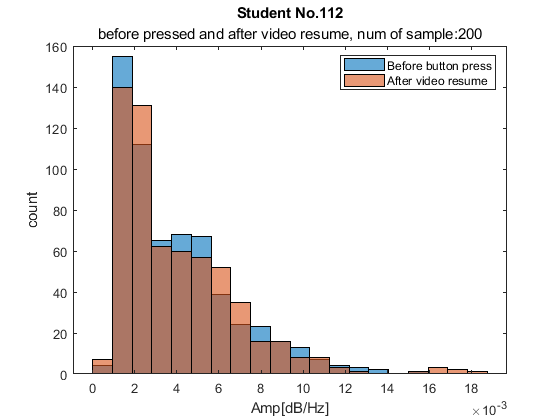 Student No.112
before pressed and after video resume, num of sample:200
160
140
120
100
80
60
40
20
0
count
Before button press
After video resume
0 2 4 6 8 10 12 14 16 18
Amp[dB/Hz]
×10-3